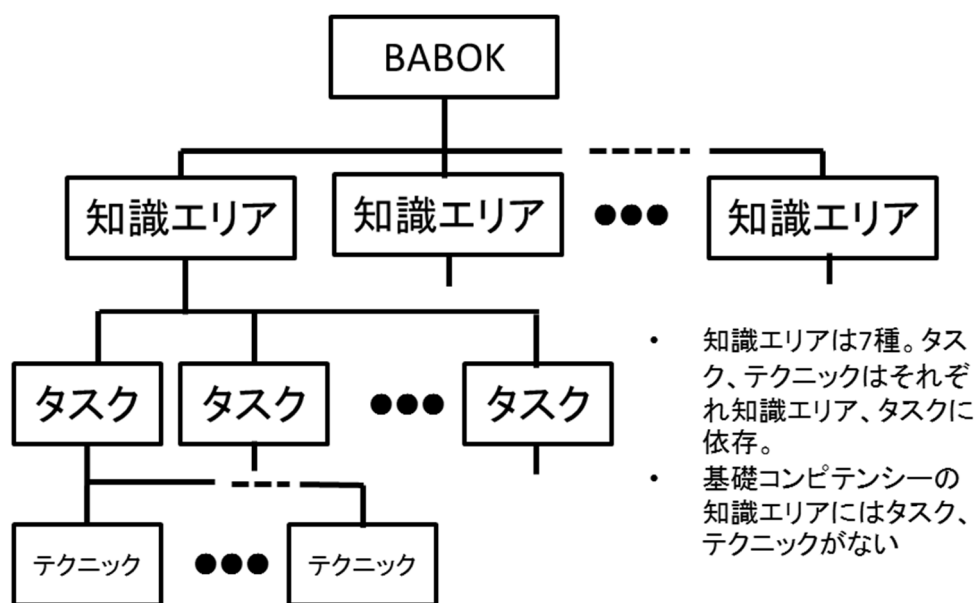 BABOK
知識エリア
知識エリア
●●●
知識エリア
タスク
タスク
●●●
タスク
テクニック
●●●
テクニック
• 知識エリアは7種。タス
ク、テクニックはそれぞ
れ知識エリア、タスクに
依存。
• 基礎コンピテンシーの
知識エリアにはタスク、
テクニックがない